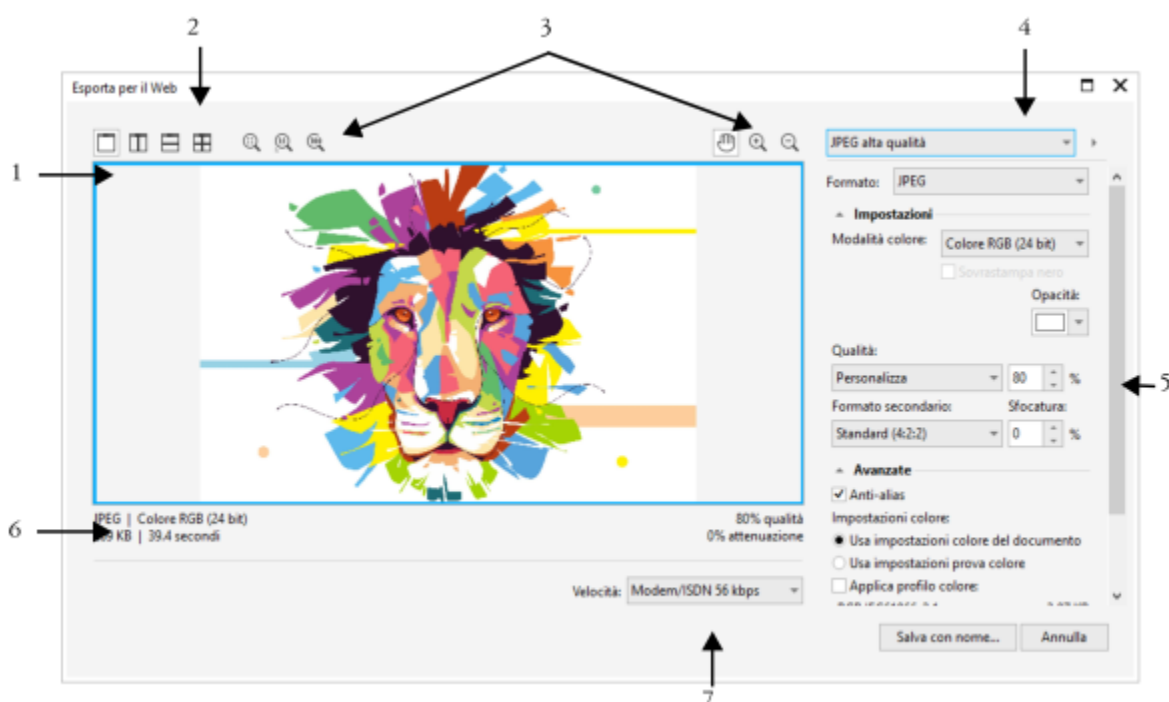 2
3
4
Esporta per il Web
JPEG alta qualità
1
Formato: JPEG
Impostazioni
Modalità colore: Colore RGB (24 bit)
Sovrastampa nero
Opacità:
Qualità:
Personalizza 80 %
5
Formato secondario: Sfocatura:
Standard (4:2:2) 0 %
Avanzate
Anti-alias
JPEG | Colore RGB (24 bit) 80% qualità
6
KB | 39.4 secondi 0% attenuazione
Impostazioni colore:
Usa impostazioni colore del documento
Usa impostazioni prova colore
Velocità: Modem/ISDN 56 kbps
Applica profilo colore:
Salva con nome... Annulla
7